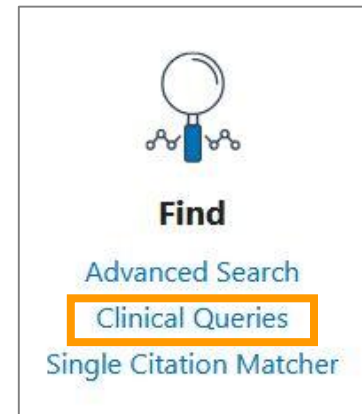 Find
Advanced Search
Clinical Queries
Single Citation Matcher